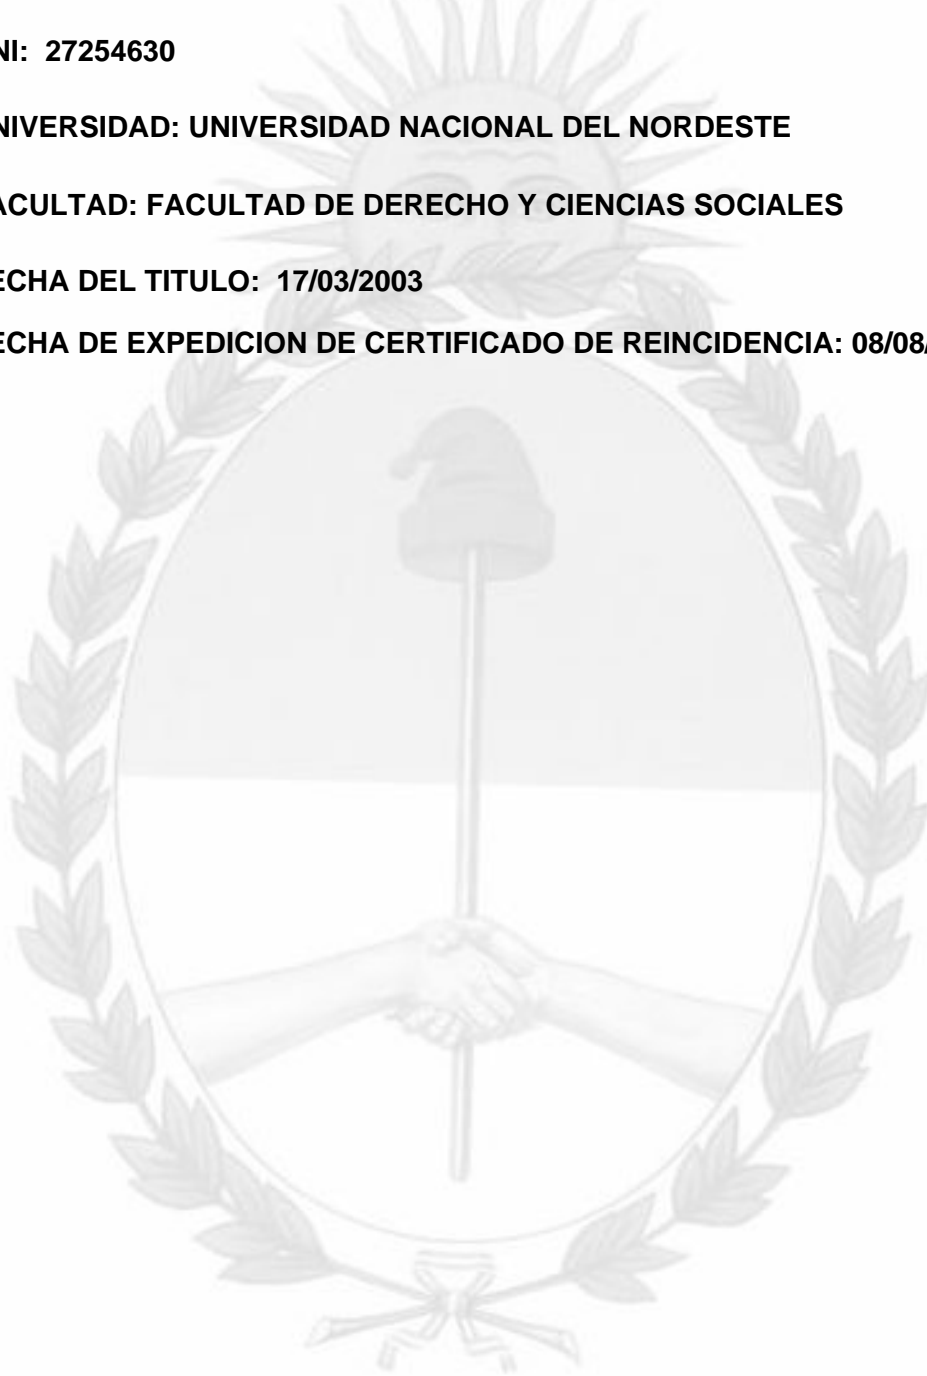 NI: 27254630
NIVERSIDAD: UNIVERSIDAD NACIONAL DEL NORDESTE
ACULTAD: FACULTAD DE DERECHO Y CIENCIAS SOCIALES
ECHA DEL TITULO: 17/03/2003
ECHA DE EXPEDICION DE CERTIFICADO DE REINCIDENCIA: 08/08/